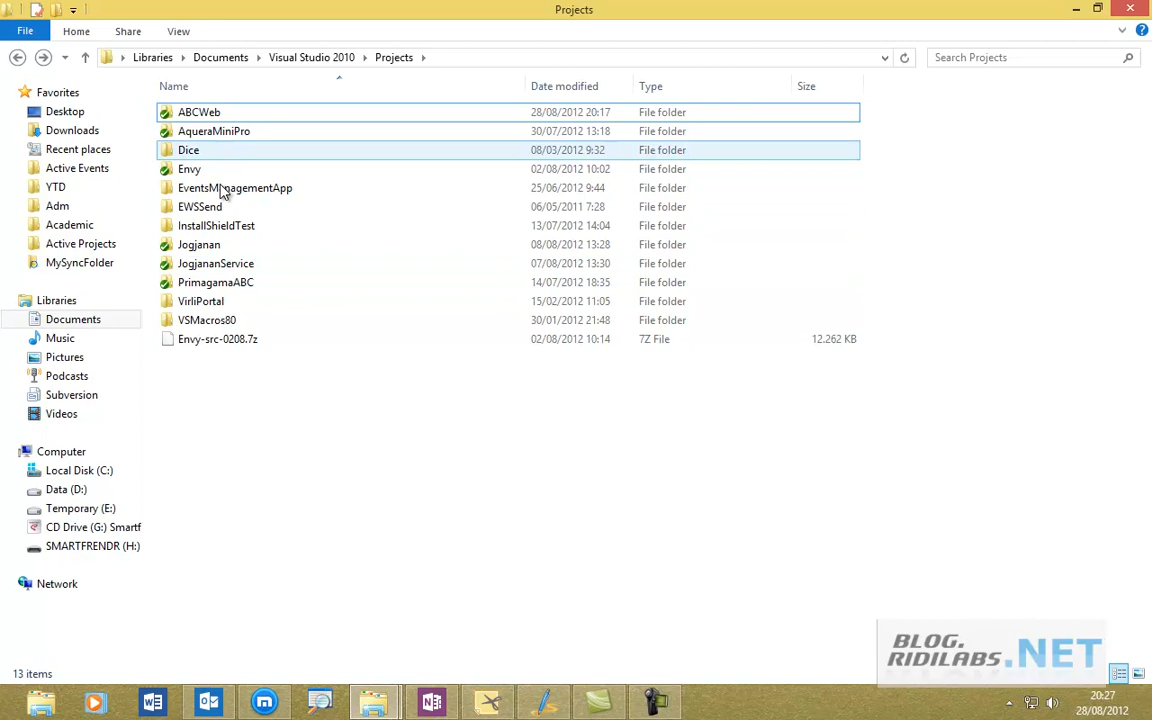 Projects
File Home Share View
Libraries Documents Visual Studio 2010 Projects Search Projects
Name Date modified Type Size
Favorites
Desktop
Downloads
Recent places
Active Events
YTD
Adm
Academic
Active Projects
MySyncFolder
Libraries
Documents
Music
Pictures
Podcasts
Subversion
Videos
Computer
Local Disk (C:)
Data (D:)
Temporary (E:)
CD Drive (G:) Smartf
SMARTFRENDR (H:)
Network
ABCWeb 28/08/2012 20:17 File folder
AqueraMiniPro 30/07/2012 13:18 File folder
Dice 08/03/2012 9:32 File folder
Envy 02/08/2012 10:02 File folder
EventsManagementApp 25/06/2012 9:44 File folder
EWSSend 06/05/2011 7:28 File folder
InstallShieldTest 13/07/2012 14:04 File folder
Jogjanan 08/08/2012 13:28 File folder
JogjananService 07/08/2012 13:30 File folder
PrimagamaABC 14/07/2012 18:35 File folder
VirliPortal 15/02/2012 11:05 File folder
VSMacros80 30/01/2012 21:48 File folder
Envy-src-0208.7z 02/08/2012 10:14 7Z File 12.262 KB
BLOG.
RIDILABS.NET
13 items
20:27
28/08/2012